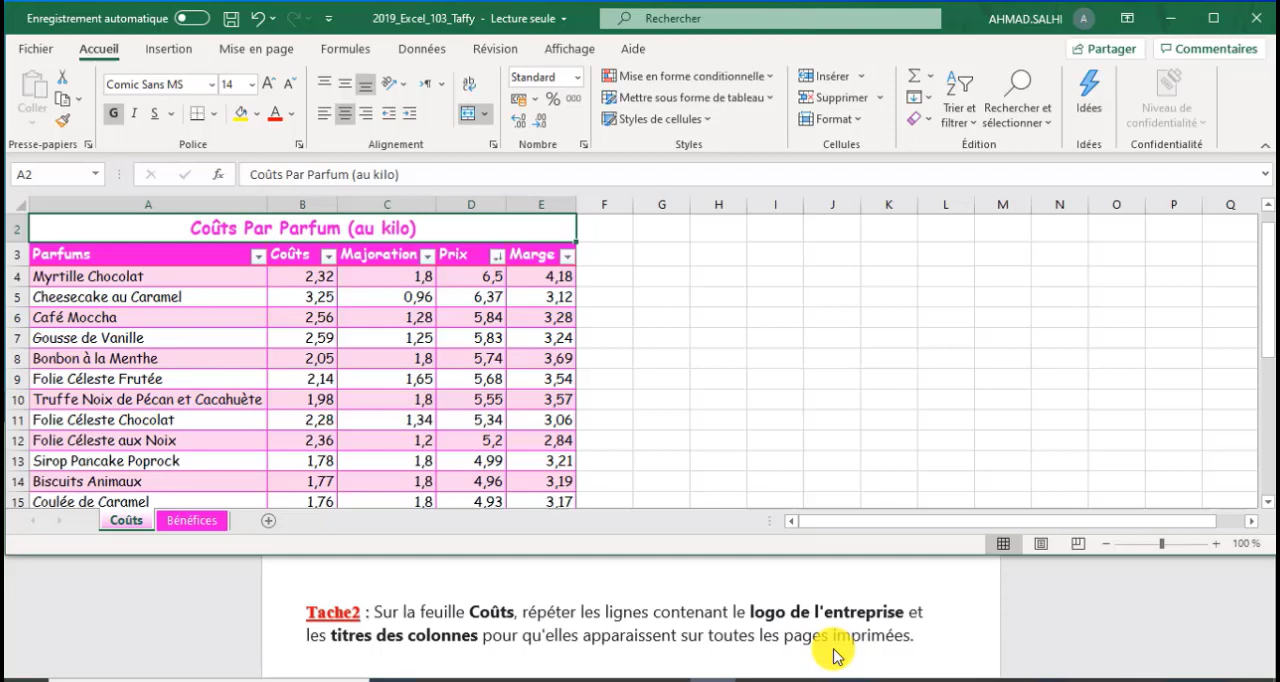 Enregistrement automatique 2019_Excel_103_Taffy - Lecture seule Rechercher AHMAD.SALHI A
Fichier Accueil Insertion Mise en page Formules Données Révision Affichage Aide Partager Commentaires
Coller Comic Sans MS 14 Standard Mise en forme conditionnelle Insérer
Mettre sous forme de tableau Supprimer Trier et filtrer Rechercher et sélectionner Idées Niveau de confidentialité
G I S % 000 Styles de cellules Format
Presse-papiers Police Alignement Nombre Styles Cellules Édition Idées Confidentialité
A2 fx Coûts Par Parfum (au kilo)
A B C D E F G H I J K L M N O P Q
2 Coûts Par Parfum (au kilo)
3 Parfums Coûts Majoration Prix Marge
4 Myrtille Chocolat 2,32 1,8 6,5 4,18
5 Cheesecake au Caramel 3,25 0,96 6,37 3,12
6 Café Moccha 2,56 1,28 5,84 3,28
7 Gousse de Vanille 2,59 1,25 5,83 3,24
8 Bonbon à la Menthe 2,05 1,8 5,74 3,69
9 Folie Céleste Frutée 2,14 1,65 5,68 3,54
10 Truffe Noix de Pécan et Cacahuète 1,98 1,8 5,55 3,57
11 Folie Céleste Chocolat 2,28 1,34 5,34 3,06
12 Folie Céleste aux Noix 2,36 1,2 5,2 2,84
13 Sirop Pancake Poprock 1,78 1,8 4,99 3,21
14 Biscuits Animaux 1,77 1,8 4,96 3,19
15 Coulée de Caramel 1,76 1,8 4,93 3,17
Coûts Bénéfices
100 %
Tache2 : Sur la feuille Coûts, répéter les lignes contenant le logo de l'entreprise et
les titres des colonnes pour qu'elles apparaissent sur toutes les pages imprimées.